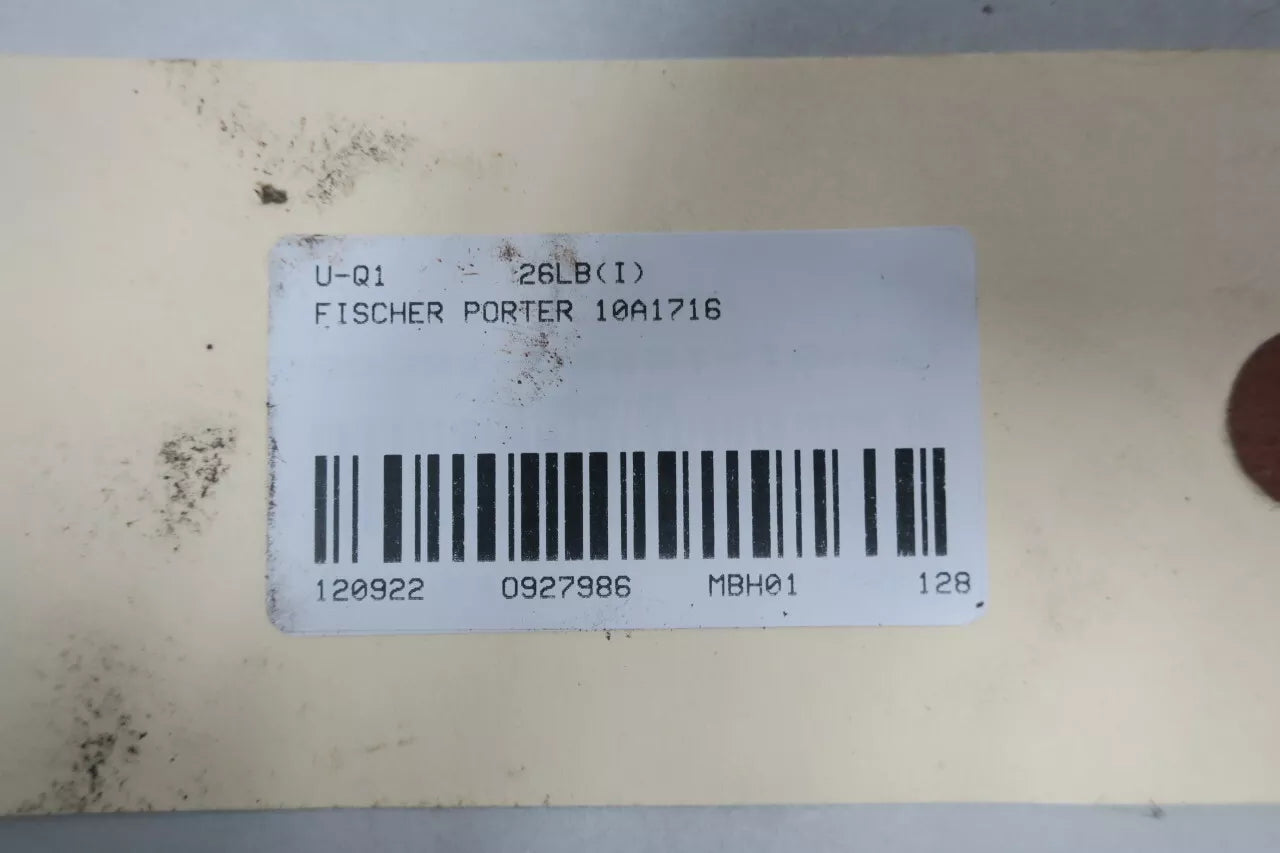 U-Q1 26LB(I)
FISCHER PORTER 10A1716
120922 0927986 MBH01 128